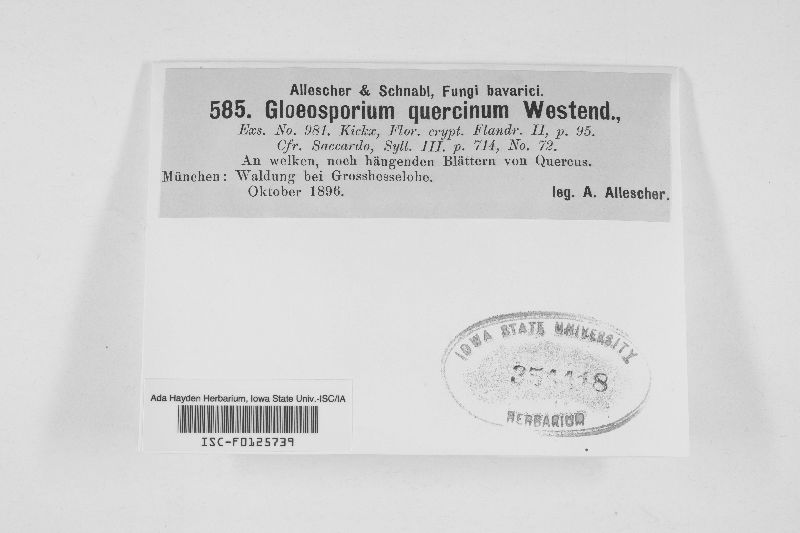 Allescher & Schnabl, Fungi bavarici.
585. Gloeosporium quercinum Westend.,
Exs. No. 981. Kickx, Flor. crypt. Flandr. II, p. 95.
Cfr. Saccardo, Syll. III. p. 714, No. 72.
An welken, noch hängenden Blättern von Quercus.
München: Waldung bei Grosshesselohe.
Oktober 1896.
leg. A. Allescher.
IOWA STATE UNIVERSITY
HERBARIUM
Ada Hayden Herbarium, Iowa State Univ.-ISC/IA
ISC-F0125739